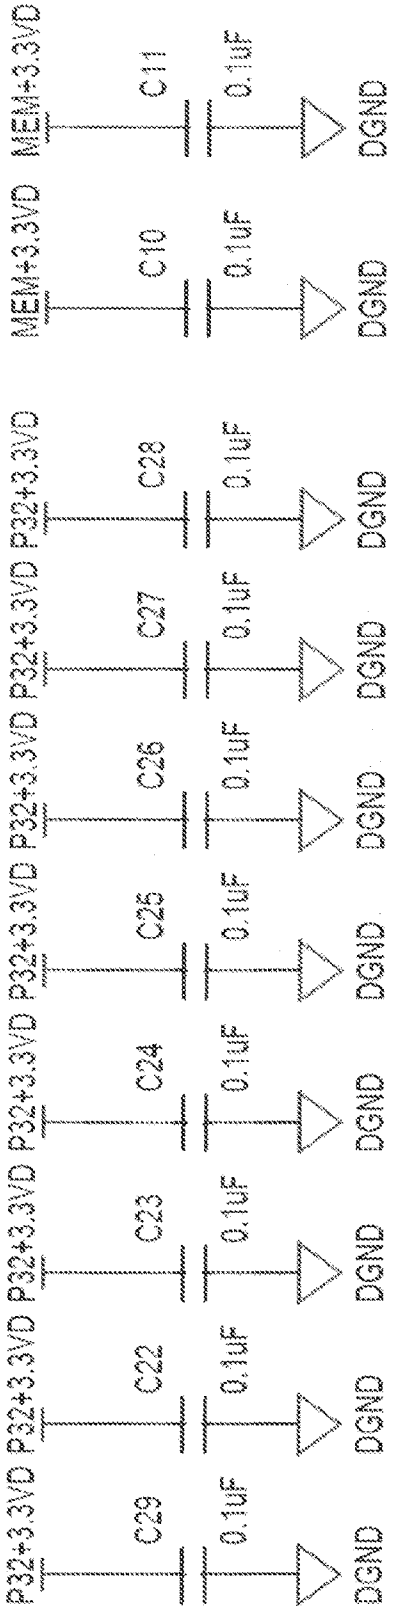 P32+3.3VD P32+3.3VD P32+3.3VD P32+3.3VD P32+3.3VD P32+3.3VD P32+3.3VD P32+3.3VD MEM+3.3VD MEM+3.3VD
C29 C22 C23 C24 C25 C26 C27 C28 C10 C11
0.1uF 0.1uF 0.1uF 0.1uF 0.1uF 0.1uF 0.1uF 0.1uF 0.1uF 0.1uF
DGND DGND DGND DGND DGND DGND DGND DGND DGND DGND